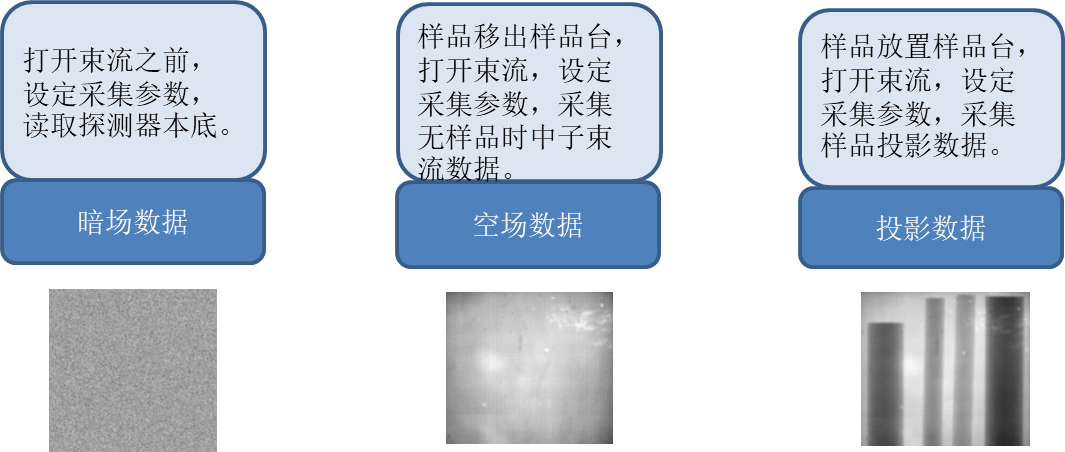 打开束流之前，
设定采集参数，
读取探测器本底。
暗场数据
样品移出样品台，
打开束流，设定
采集参数，采集
无样品时中子束
流数据。
空场数据
样品放置样品台，
打开束流，设定
采集参数，采集
样品投影数据。
投影数据